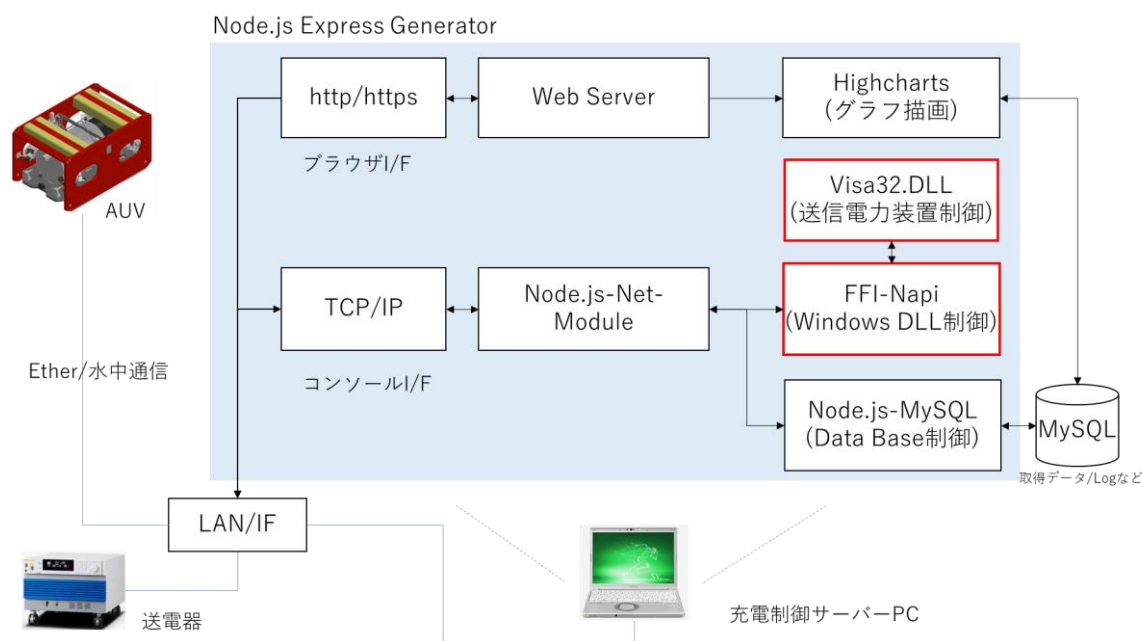 Node.js Express Generator
http/https
Web Server
Highcharts
(グラフ描画)
ブラウザI/F
AUV
Visa32.DLL
(送信電力装置制御)
TCP/IP
Node.js-Net-
Module
FFI-Napi
(Windows DLL制御)
Ether/水中通信
コンソールI/F
Node.js-MySQL
(Data Base制御)
MySQL
取得データ/Logなど
LAN/IF
送電器
充電制御サーバーPC